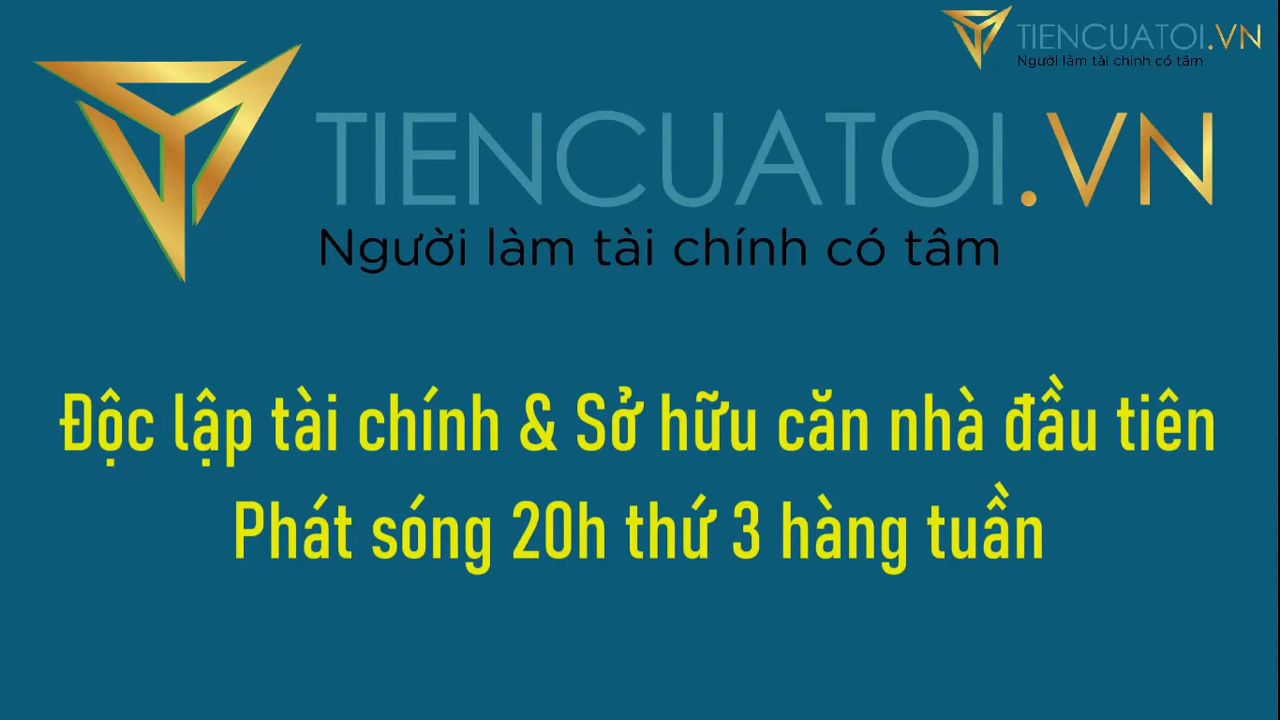 TIENCUATOI.VN
Người làm tài chính có tâm
TIENCUATOI.VN
Người làm tài chính có tâm
Độc lập tài chính & Sở hữu căn nhà đầu tiên
Phát sóng 20h thứ 3 hàng tuần